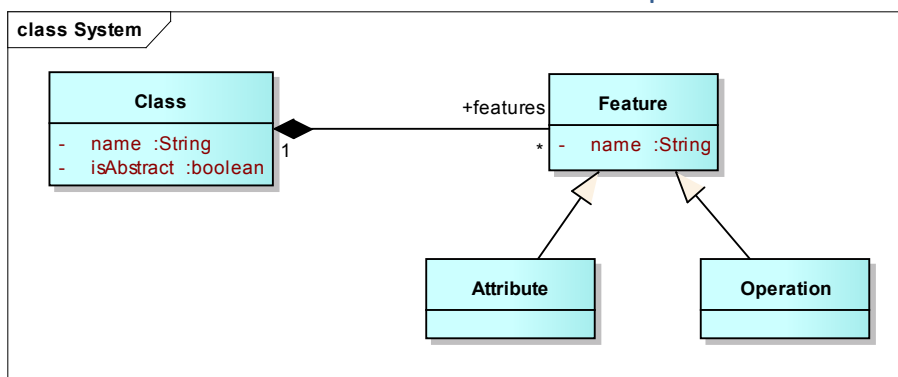 class System
Class
- name :String
- isAbstract :boolean
1
+features
*
Feature
- name :String
Attribute
Operation